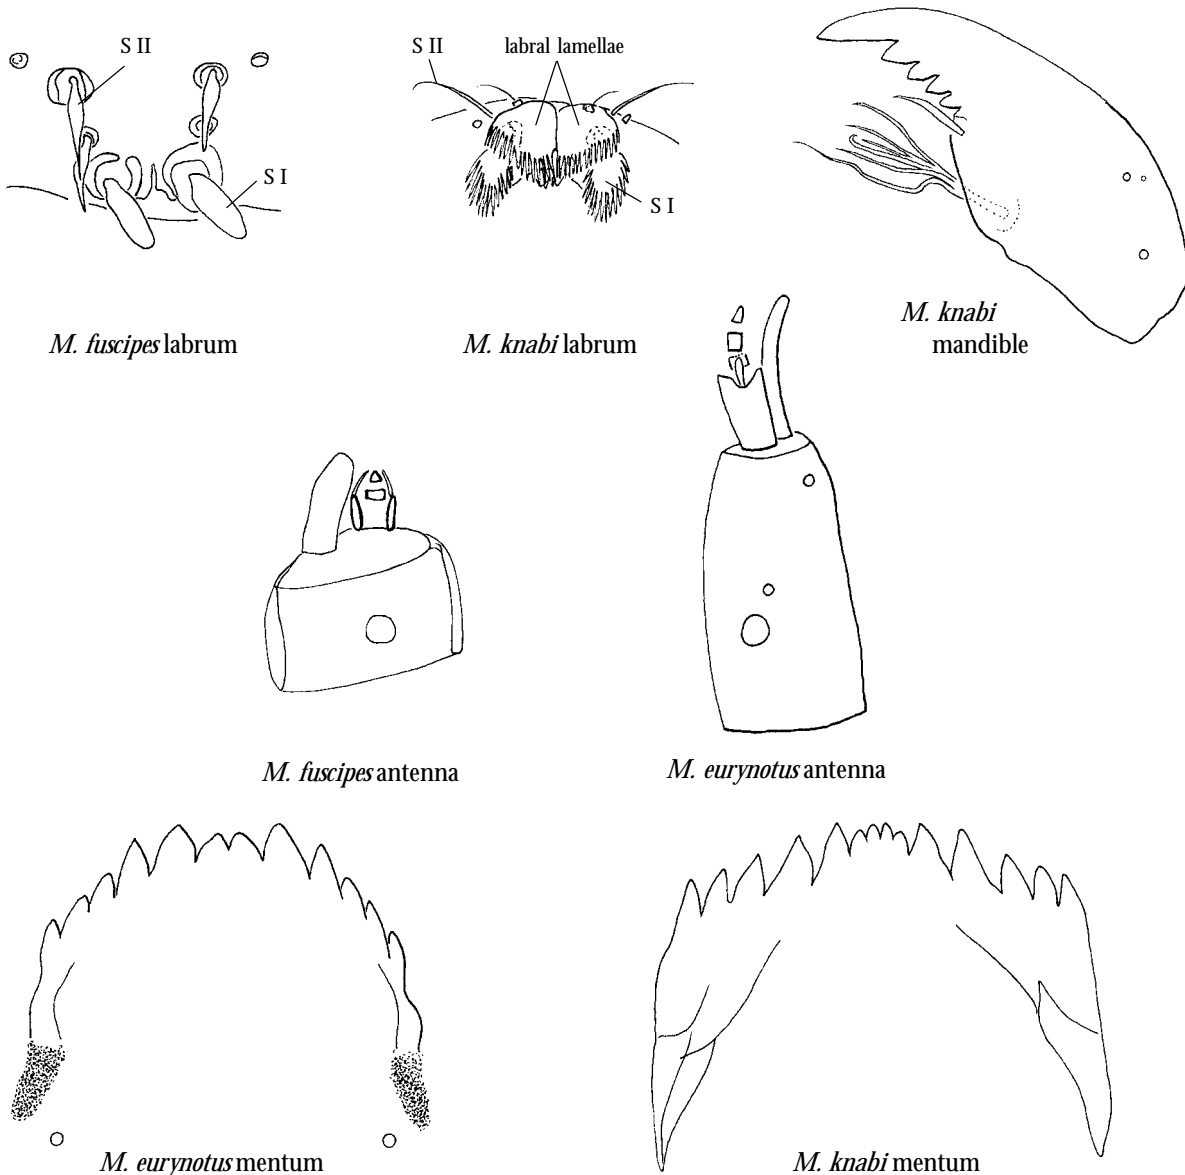 S II
S I
M. fuscipes labrum
S II
labral lamellae
S I
M. knabi labrum
M. knabi
mandible
M. fuscipes antenna
M. eurynotus antenna
M. eurynotus mentum
M. knabi mentum